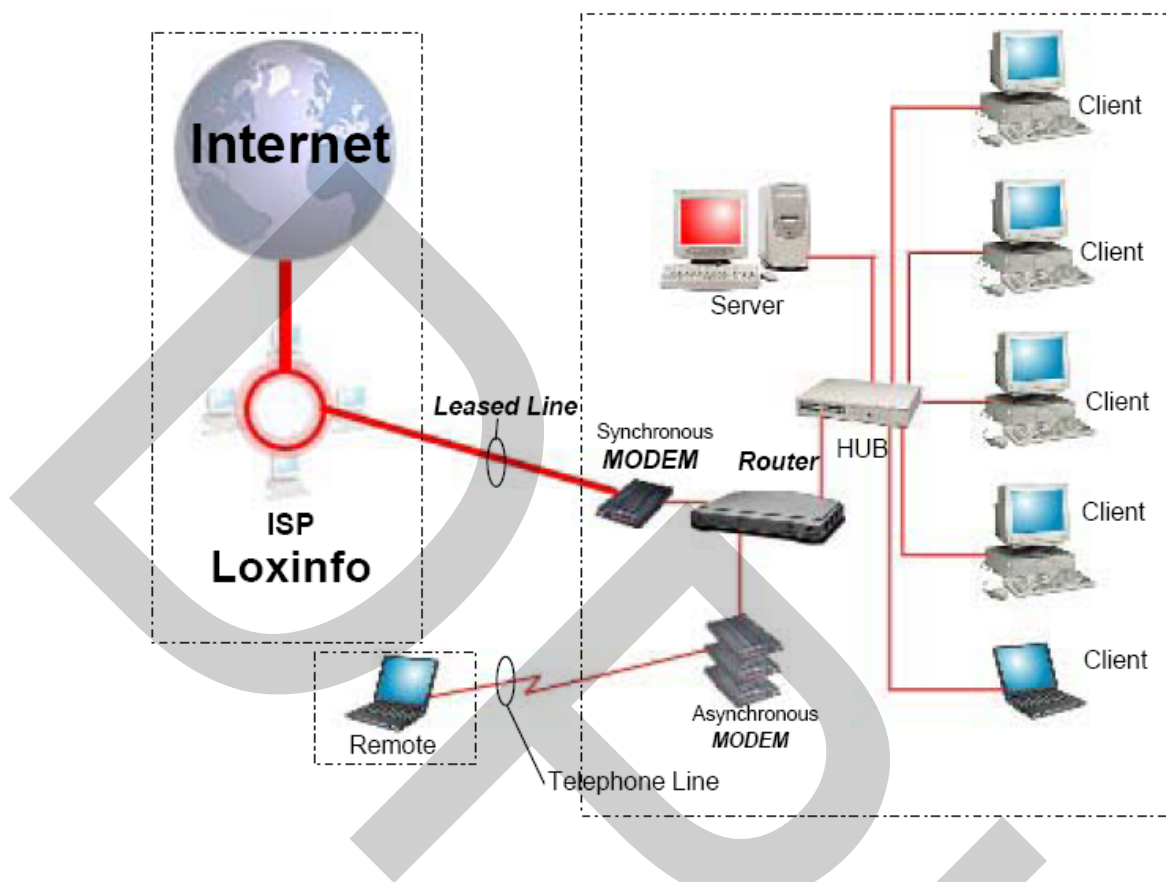 Internet
ISP
Loxinfo
Leased Line
Synchronous
MODEM
Router
HUB
Server
Client
Client
Client
Client
Client
Asynchronous
MODEM
Remote
Telephone Line